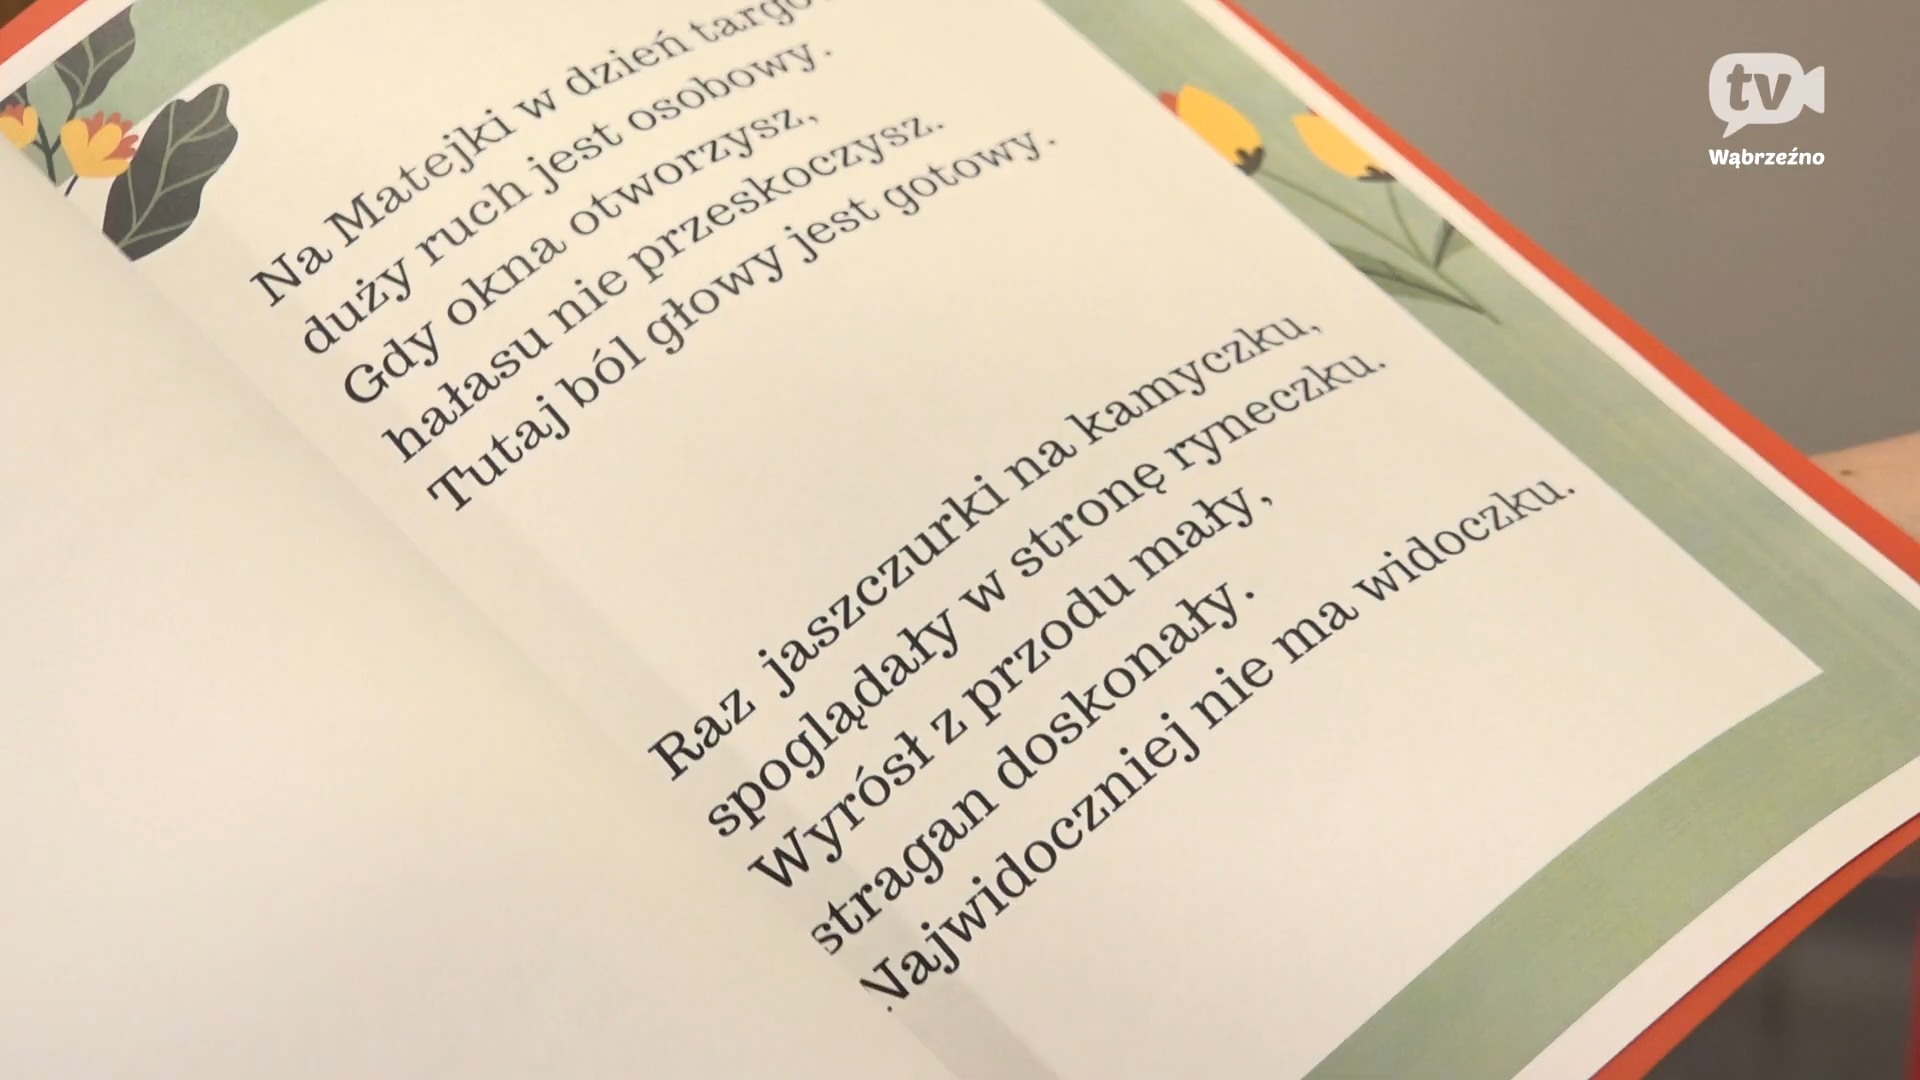 Na Matejki w dzień
duży ruch jest osobowy.
Gdy okna otworzysz,
hałasu nie przeskoczysz.
Tutaj ból głowy jest gotowy.
Raz jaszczurki na kamyczku,
spoglądały w stronę ryneczku.
Wyrósł z przodu mały,
stragan doskonały.
Najwidoczniej nie ma widoczku.
tv
Wąbrzeźno